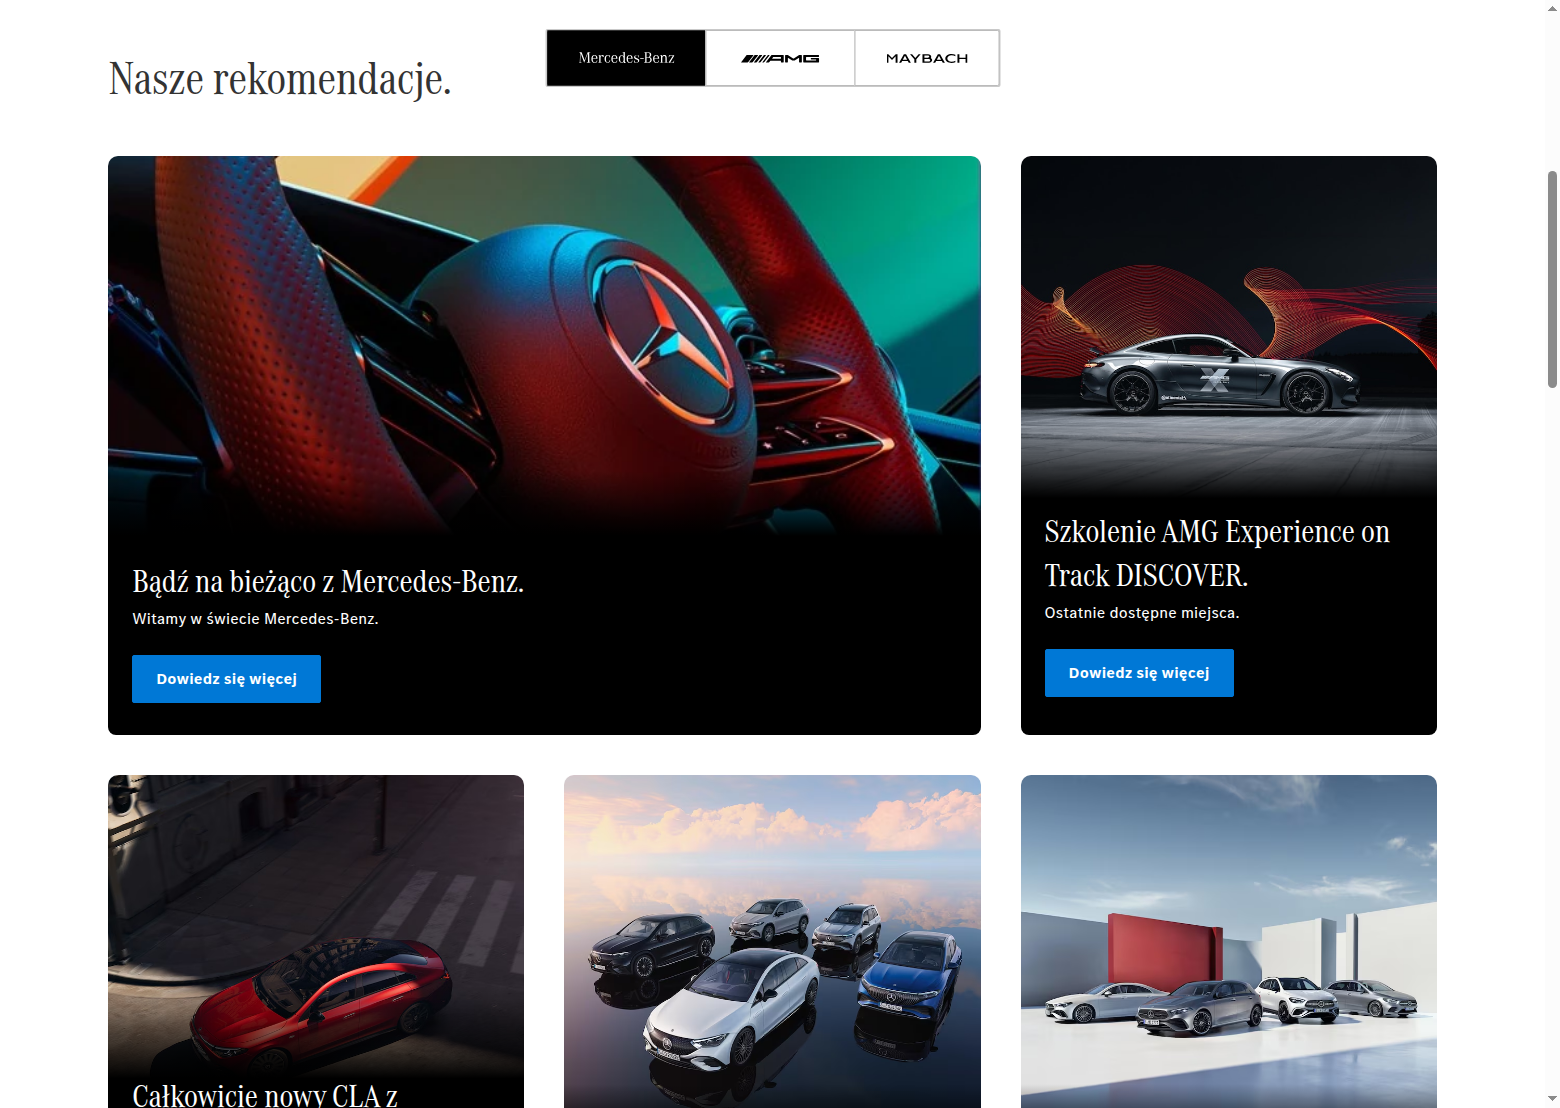 Nasze rekomendacje.
Mercedes-Benz
AMG
MAYBACH
Bądź na bieżąco z Mercedes-Benz.
Witamy w świecie Mercedes-Benz.
Dowiedz się więcej
Szkolenie AMG Experience on
Track DISCOVER.
Ostatnie dostępne miejsca.
Dowiedz się więcej
Całkowicie nowy CLA z